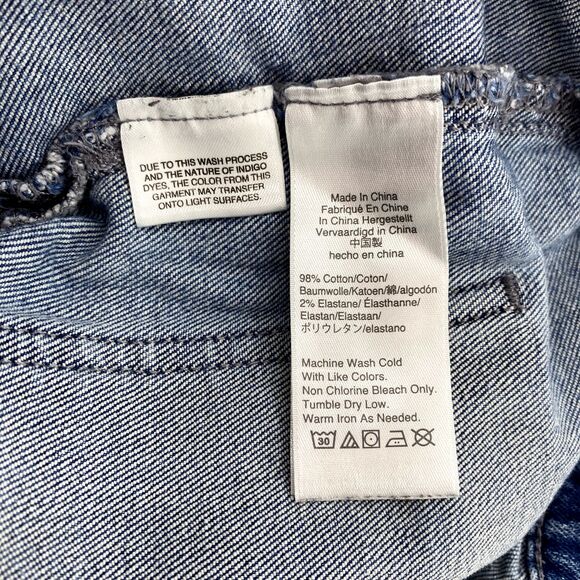 DUE TO THIS WASH PROCESS
AND THE NATURE OF INDIGO
DYES, THE COLOR FROM THIS
GARMENT MAY TRANSFER
ONTO LIGHT SURFACES.
Made In China
Fabriqué En Chine
In China Hergestellt
Vervaardigd in China
中国製
hecho en china
98% Cotton/Coton/
Baumwolle/Katoen/綿/algodón
2% Elastane/ Élasthanne/
Elastan/Elastaan/
ポリウレタン/elastano
Machine Wash Cold
With Like Colors.
Non Chlorine Bleach Only.
Tumble Dry Low.
Warm Iron As Needed.
30